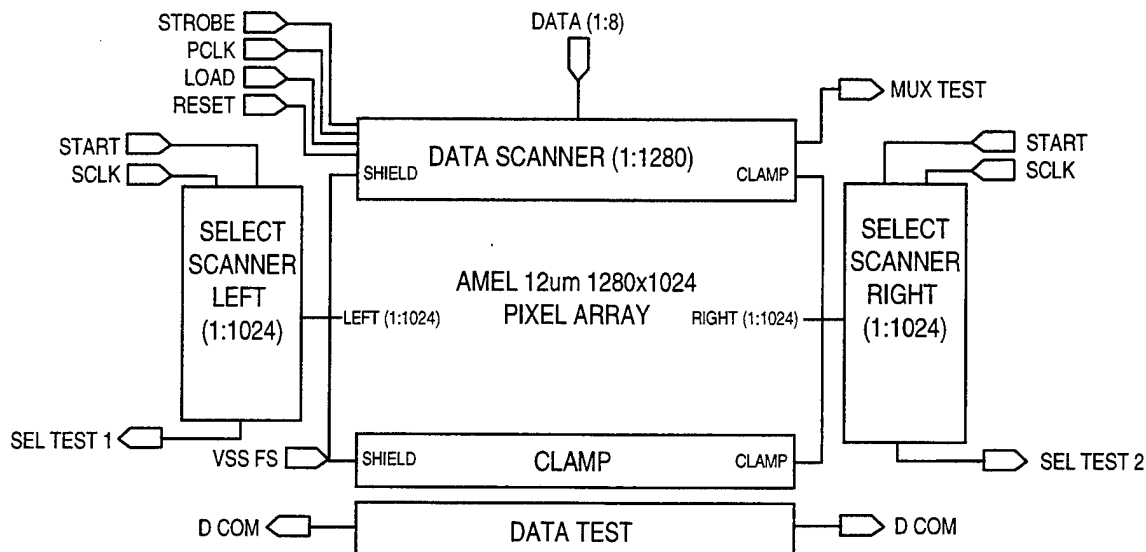 STROBE
PCLK
LOAD
RESET
DATA (1:8)
MUX TEST
START
SCLK
START
SCLK
DATA SCANNER (1:1280)
SHIELD
CLAMP
SELECT
SCANNER
LEFT
(1:1024)
SELECT
SCANNER
RIGHT
(1:1024)
AMEL 12um 1280x1024
PIXEL ARRAY
LEFT (1:1024)
RIGHT (1:1024)
SEL TEST 1
VSS FS
SHIELD
CLAMP
CLAMP
SEL TEST 2
D COM
DATA TEST
D COM